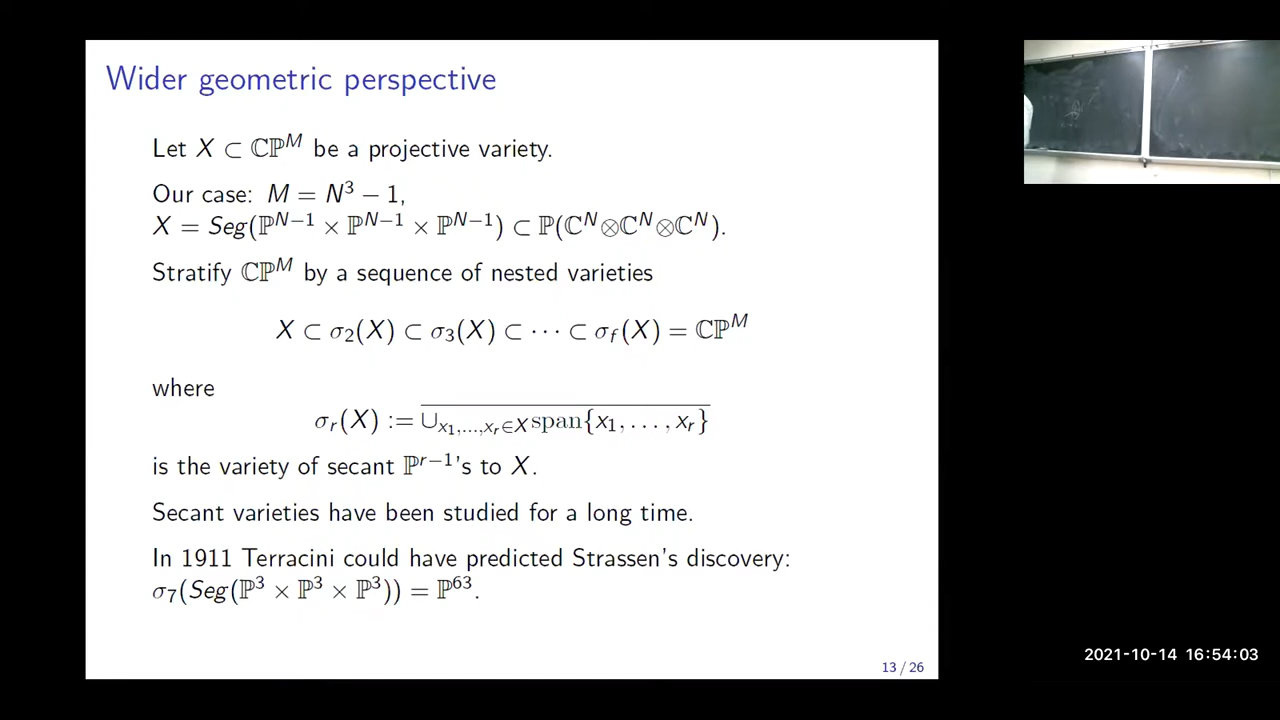 Wider geometric perspective
Let X ⊂ ℂℙ^M be a projective variety.
Our case: M = N^3 − 1,
X = Seg(ℙ^{N−1} × ℙ^{N−1} × ℙ^{N−1}) ⊂ ℙ(ℂ^N⊗ℂ^N⊗ℂ^N).
Stratify ℂℙ^M by a sequence of nested varieties
X ⊂ σ_2(X) ⊂ σ_3(X) ⊂ ··· ⊂ σ_f(X) = ℂℙ^M
where
σ_r(X) := \overline{∪_{x_1,...,x_r∈X} span{x_1, . . . , x_r}}
is the variety of secant ℙ^{r−1}'s to X.
Secant varieties have been studied for a long time.
In 1911 Terracini could have predicted Strassen's discovery:
σ_7(Seg(ℙ^3 × ℙ^3 × ℙ^3)) = ℙ^{63}.
13 / 26
2021-10-14 16:54:03